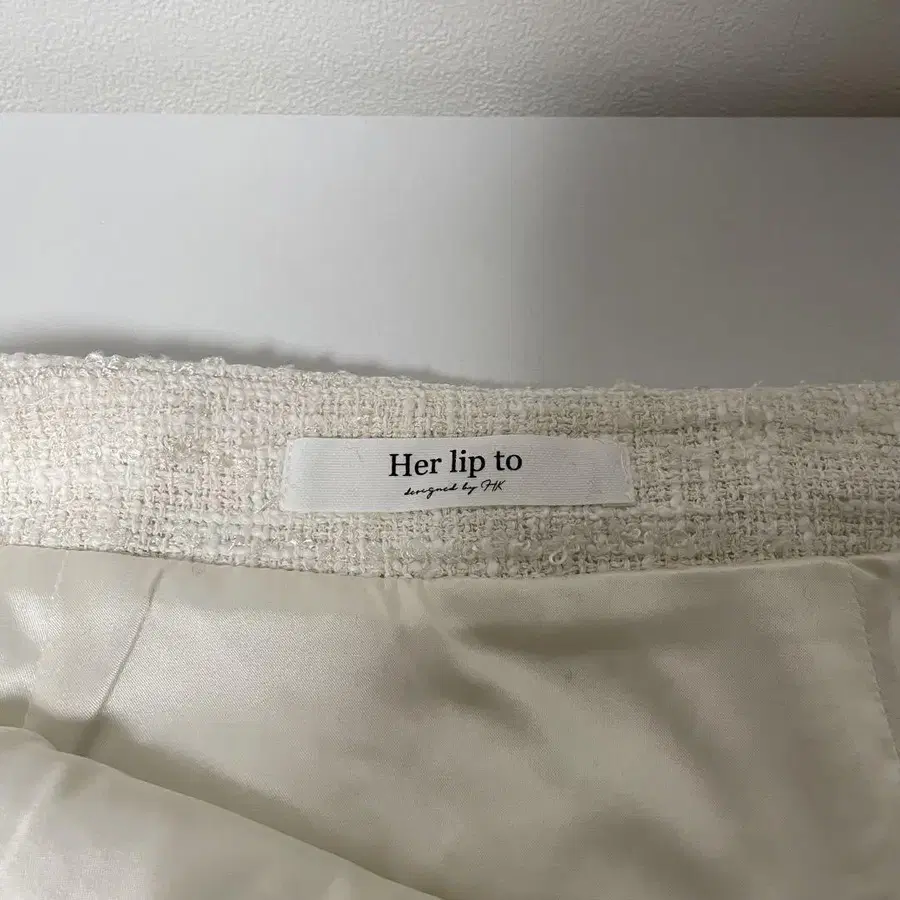 Her lip to
designed by HK